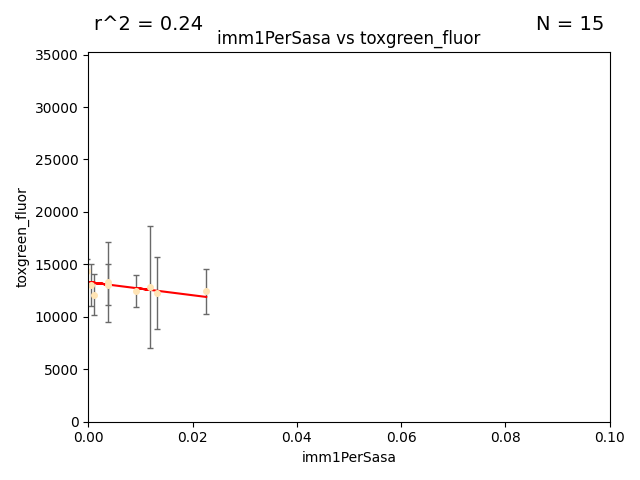 r^2 = 0.24
N = 15
imm1PerSasa vs toxgreen_fluor
35000
30000
25000
20000
15000
10000
5000
0
toxgreen_fluor
0.00 0.02 0.04 0.06 0.08 0.10
imm1PerSasa